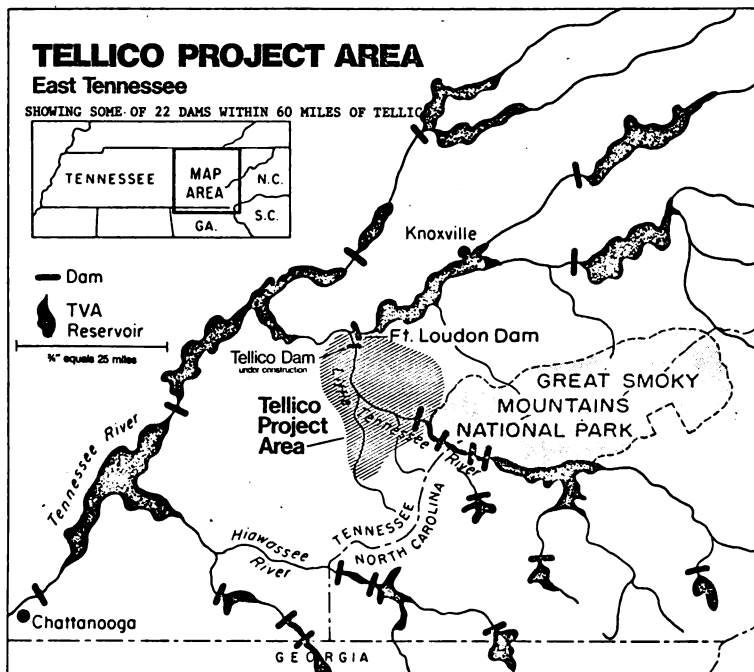 TELLICO PROJECT AREA
East Tennessee
SHOWING SOME OF 22 DAMS WITHIN 60 MILES OF TELLIC
TENNESSEE
MAP
AREA
N.C.
S.C.
GA.
Dam
TVA
Reservoir
¾" equals 25 miles
Knoxville
Ft. Loudon Dam
Tellico Dam
under construction
Little
Tennessee
River
Tellico
Project
Area
GREAT SMOKY
MOUNTAINS
NATIONAL PARK
Tennessee River
TENNESSEE
NORTH CAROLINA
Hiawassee
River
Chattanooga
GEORGIA